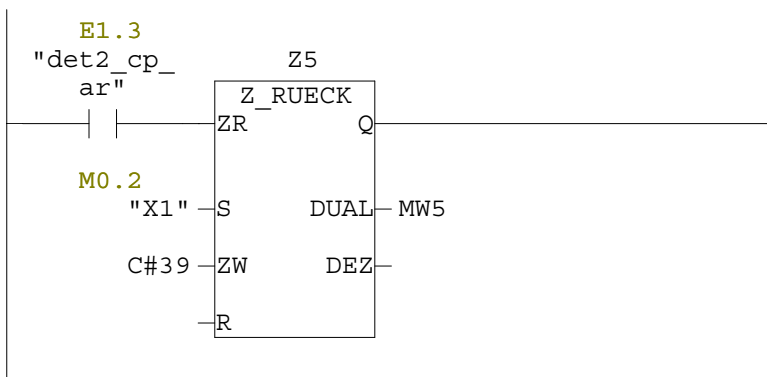 E1.3
"det2_cp_
ar"
Z5
Z_RUECK
ZR Q
M0.2
"X1" S DUAL MW5
C#39 ZW DEZ
R